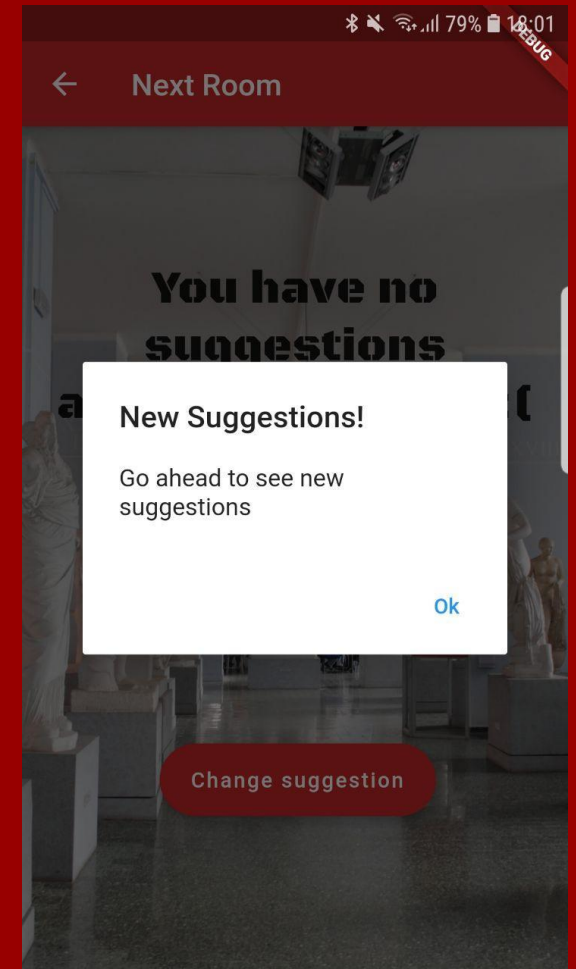 79% 18:01
DEBUG
Next Room
You have no
suggestions
a :(
New Suggestions!
Go ahead to see new
suggestions
Ok
Change suggestion